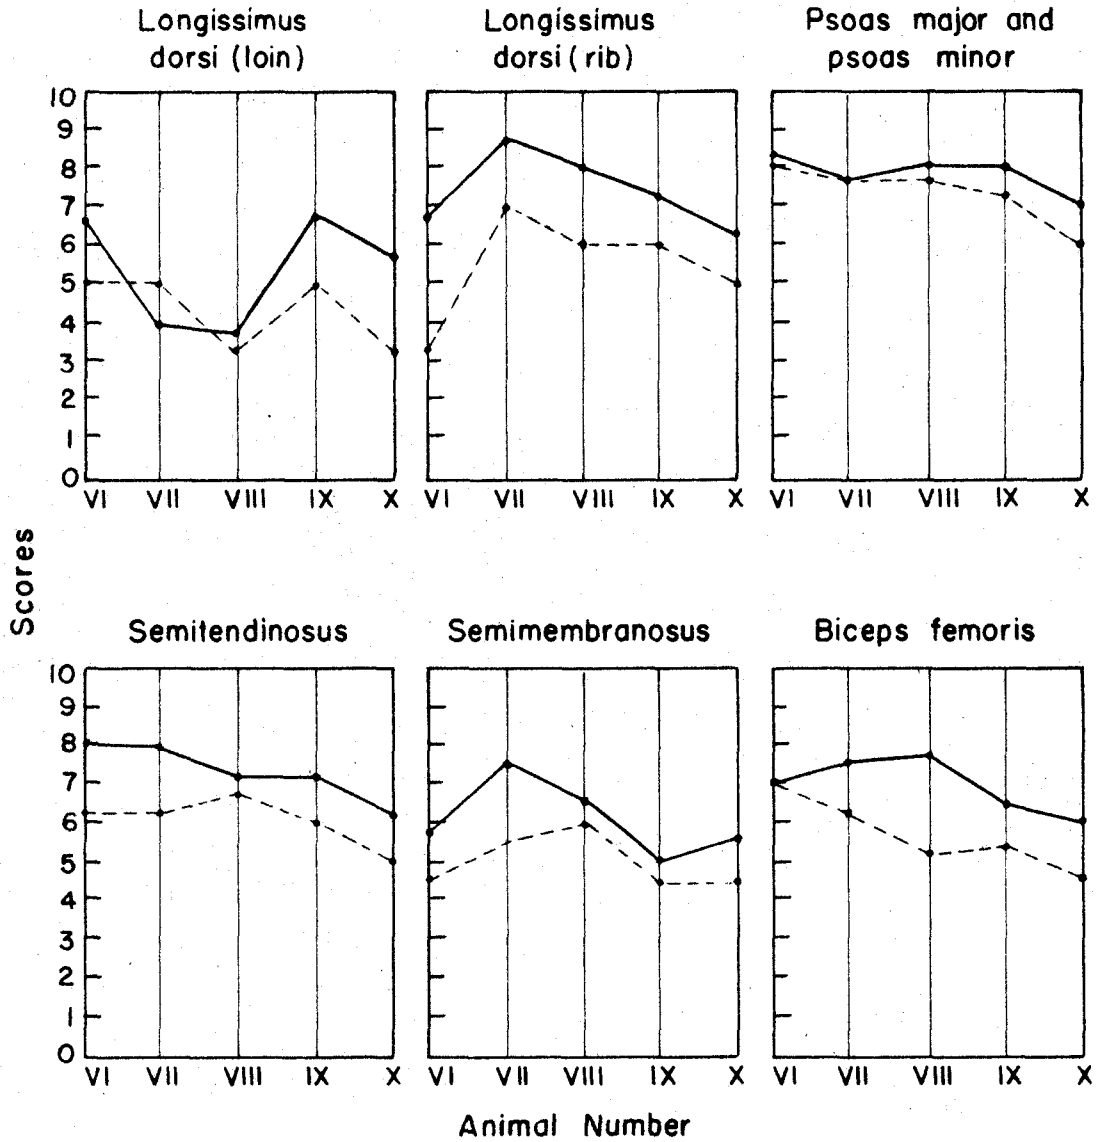 Longissimus
dorsi (loin)
Longissimus
dorsi (rib)
Psoas major and
psoas minor
10
9
8
7
6
5
4
3
2
1
0
VI VII VIII IX X
VI VII VIII IX X
VI VII VIII IX X
Scores
Semitendinosus
Semimembranosus
Biceps femoris
10
9
8
7
6
5
4
3
2
1
0
VI VII VIII IX X
VI VII VIII IX X
VI VII VIII IX X
Animal Number